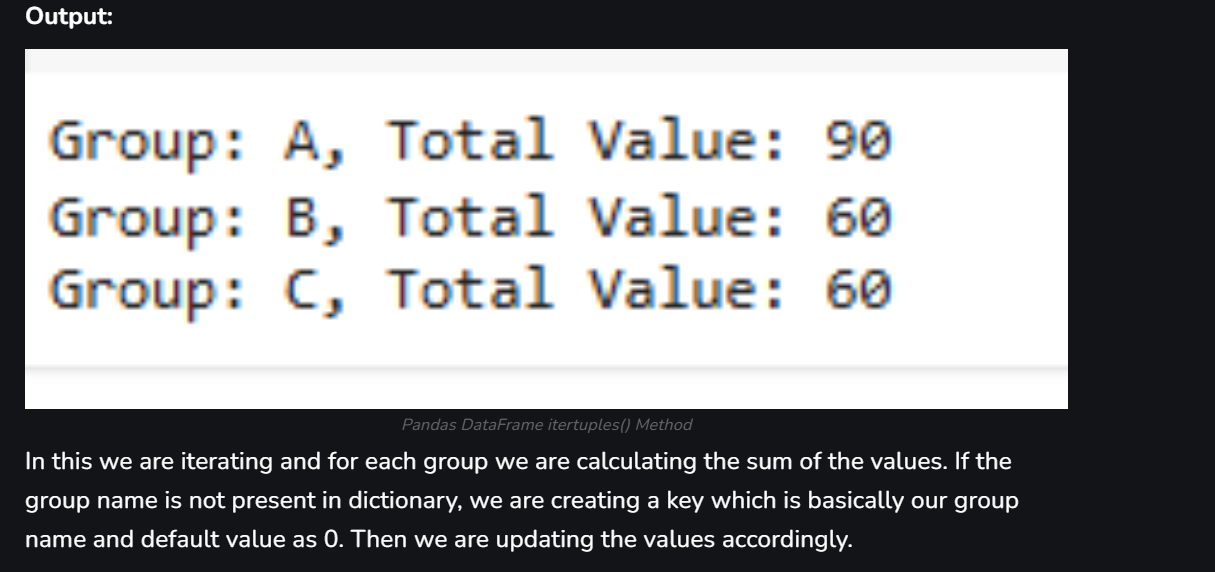 Output:
Group: A, Total Value: 90
Group: B, Total Value: 60
Group: C, Total Value: 60
Pandas DataFrame itertuples() Method
In this we are iterating and for each group we are calculating the sum of the values. If the
group name is not present in dictionary, we are creating a key which is basically our group
name and default value as 0. Then we are updating the values accordingly.